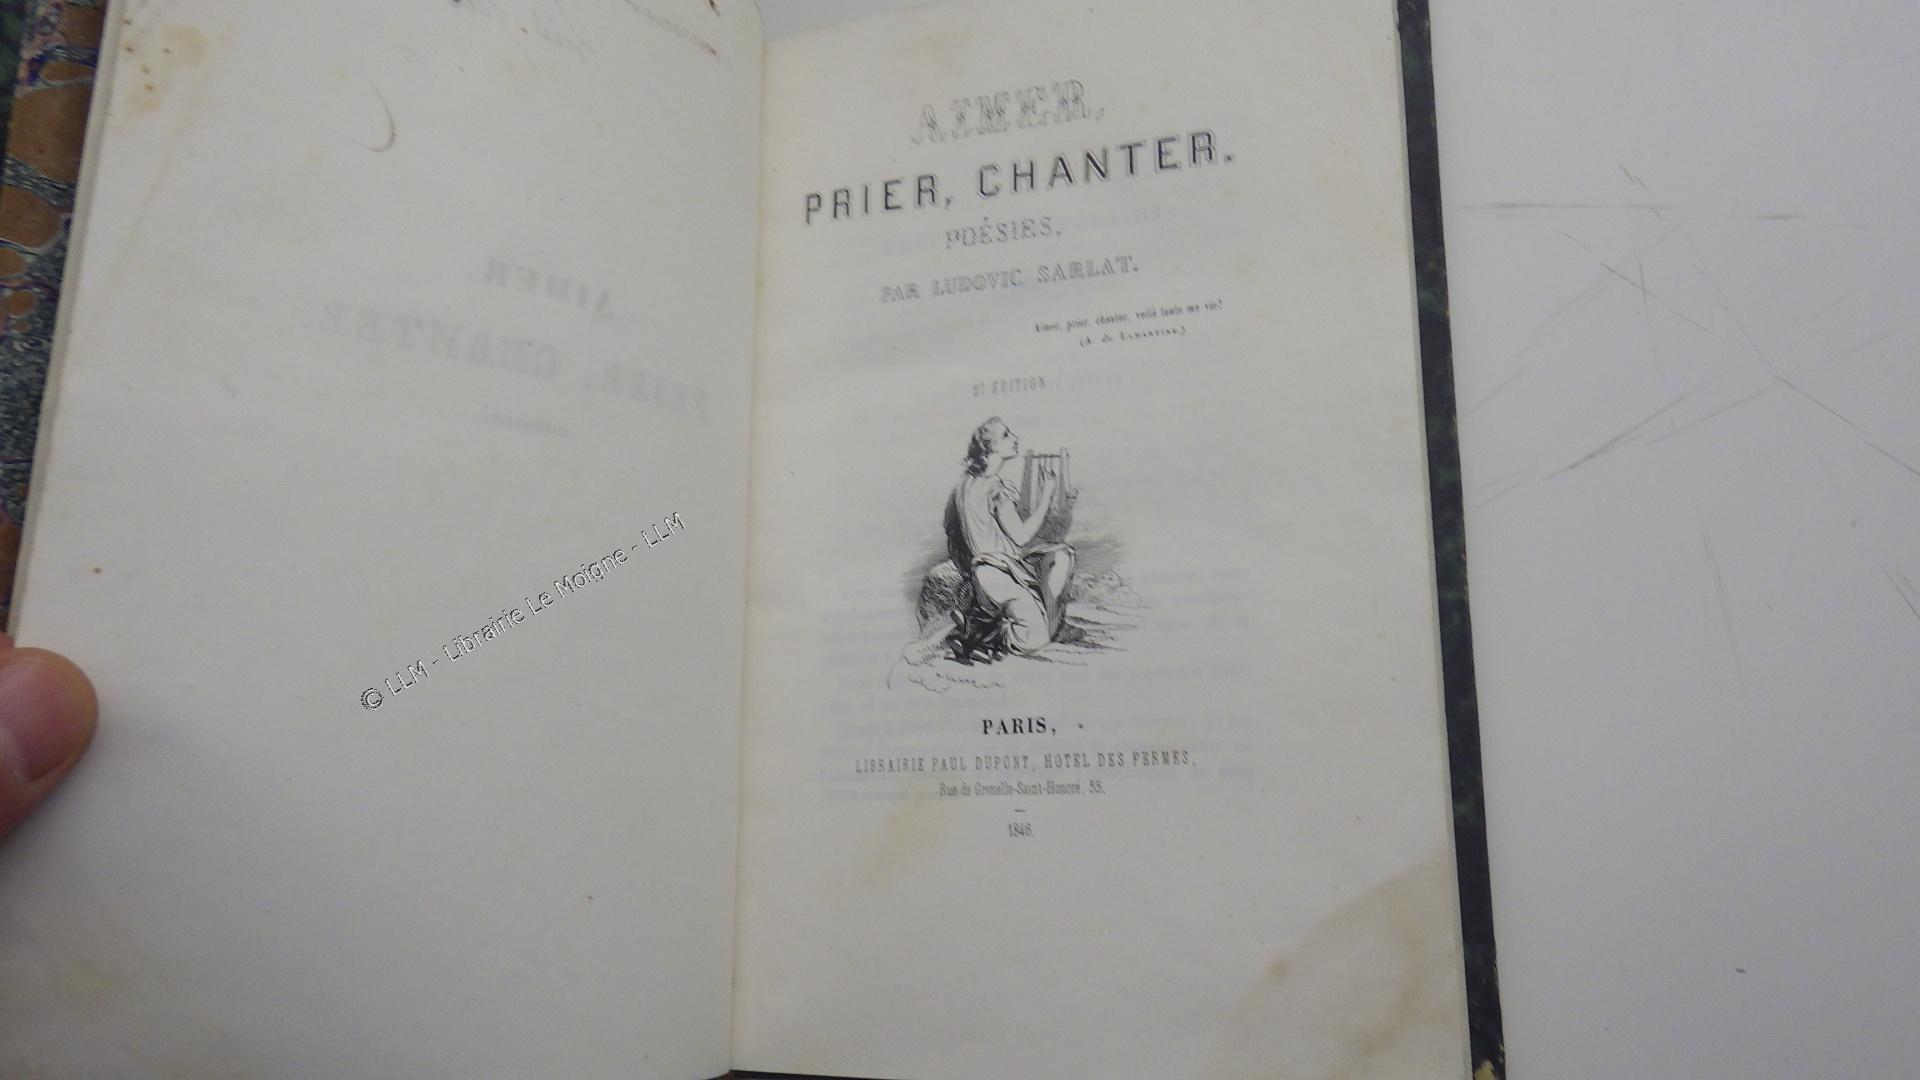 AIMER,
PRIER, CHANTER.
POÉSIES.
PAR LUDOVIC SARLAT.
Aimer, prier, chanter, voilà toute ma vie!
(A. de LAMARTINE.)
2e EDITION
PARIS,
LIBRAIRIE PAUL DUPONT, HOTEL DES FERMES,
Rue de Grenelle-Saint-Honoré, 55.
1846.
© LLM - Librairie Le Moigne - LLM